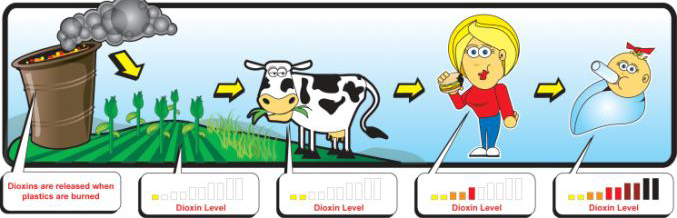 Dioxins are released when
plastics are burned
Dioxin Level
Dioxin Level
Dioxin Level
Dioxin Level